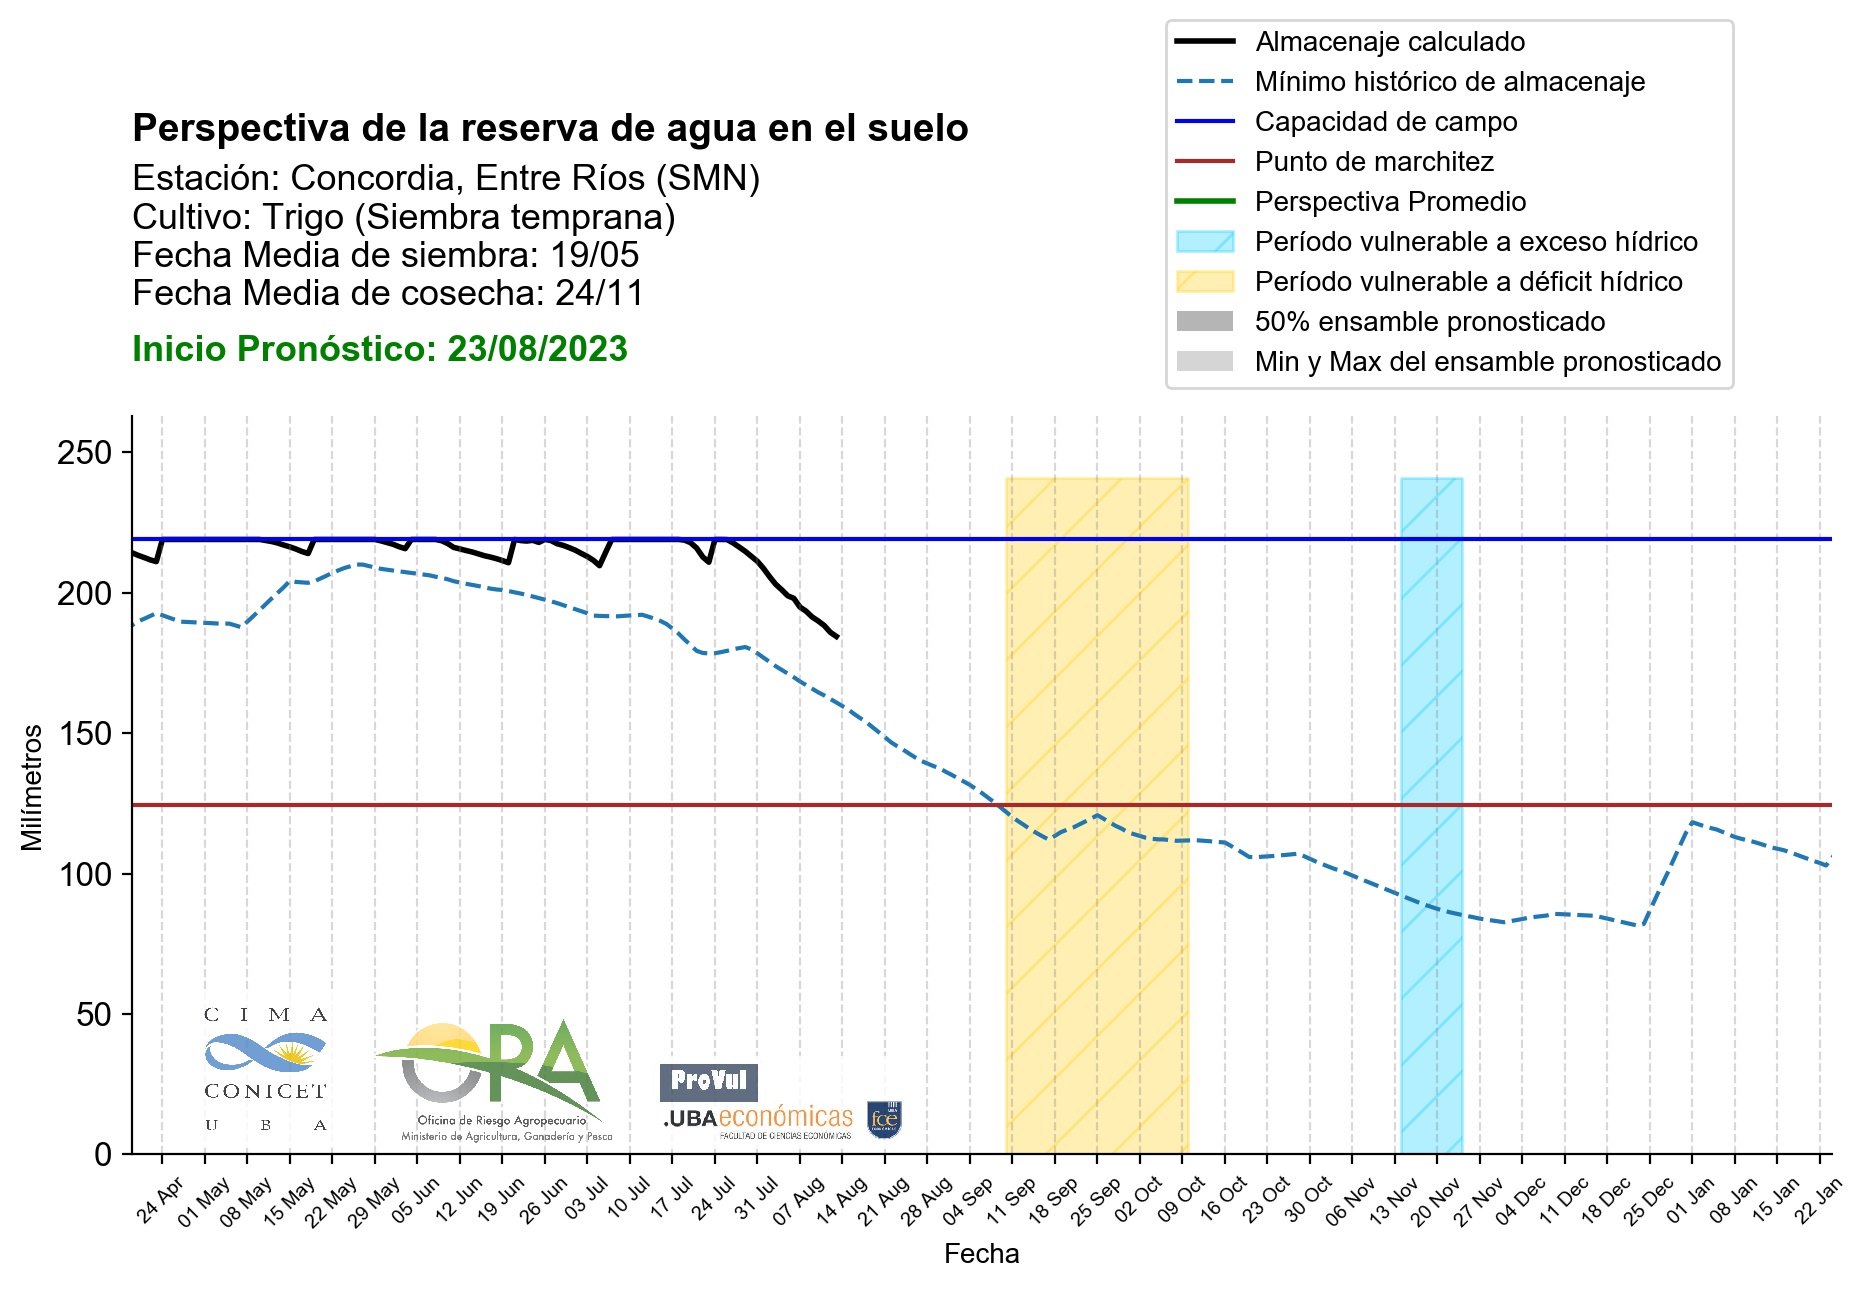 Almacenaje calculado
Mínimo histórico de almacenaje
Capacidad de campo
Punto de marchitez
Perspectiva Promedio
Período vulnerable a exceso hídrico
Período vulnerable a déficit hídrico
50% ensamble pronosticado
Min y Max del ensamble pronosticado
Perspectiva de la reserva de agua en el suelo
Estación: Concordia, Entre Ríos (SMN)
Cultivo: Trigo (Siembra temprana)
Fecha Media de siembra: 19/05
Fecha Media de cosecha: 24/11
Inicio Pronóstico: 23/08/2023
250
200
150
100
50
0
Milímetros
C I M A
CONICET
U B A
ORA
Oficina de Riesgo Agropecuario
Ministerio de Agricultura, Ganadería y Pesca
ProVul
.UBAeconómicas
FACULTAD DE CIENCIAS ECONÓMICAS
fce
24 Apr
01 May
08 May
15 May
22 May
29 May
05 Jun
12 Jun
19 Jun
26 Jun
03 Jul
10 Jul
17 Jul
24 Jul
31 Jul
07 Aug
14 Aug
21 Aug
28 Aug
04 Sep
11 Sep
18 Sep
25 Sep
02 Oct
09 Oct
16 Oct
23 Oct
30 Oct
06 Nov
13 Nov
20 Nov
27 Nov
04 Dec
11 Dec
18 Dec
25 Dec
01 Jan
08 Jan
15 Jan
22 Jan
Fecha